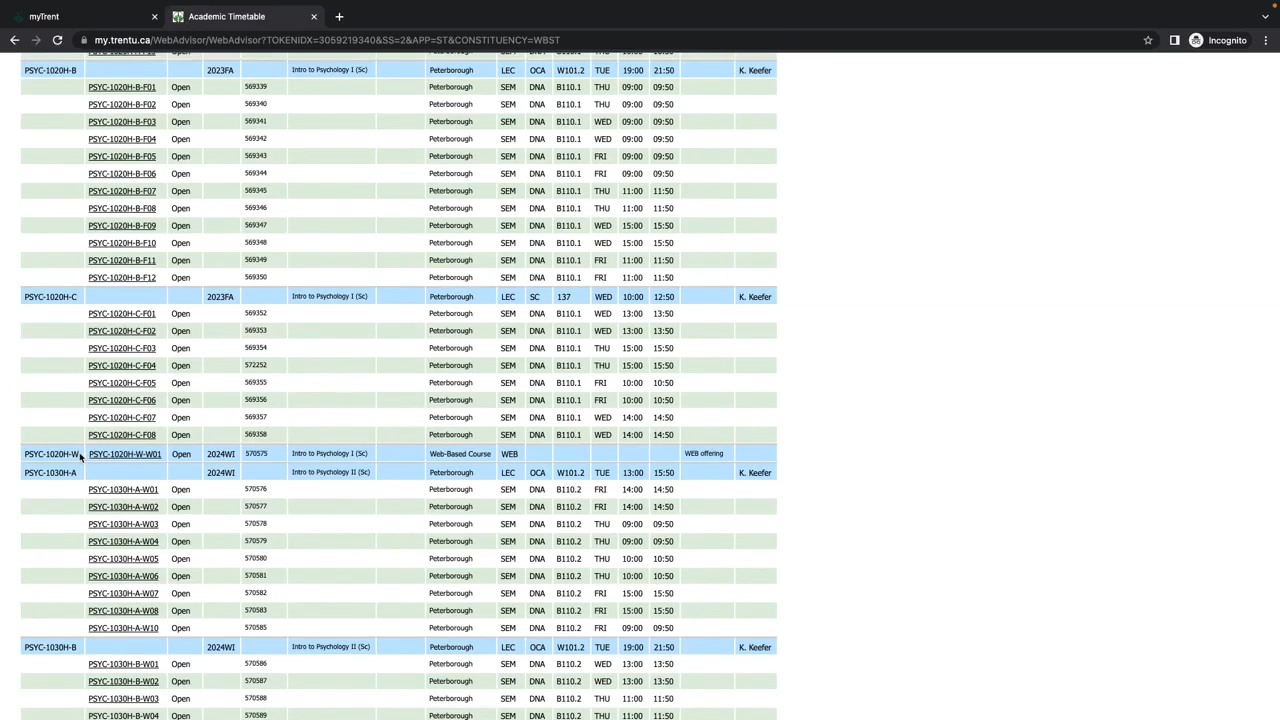 myTrent
Academic Timetable
my.trentu.ca/WebAdvisor/WebAdvisor?TOKENIDX=3059219340&SS=2&APP=ST&CONSTITUENCY=WBST
Incognito
PSYC-1020H-B 2023FA Intro to Psychology I (Sc) Peterborough LEC OCA W101.2 TUE 19:00 21:50 K. Keefer
PSYC-1020H-B-F01 Open 569339 Peterborough SEM DNA B110.1 THU 09:00 09:50
PSYC-1020H-B-F02 Open 569340 Peterborough SEM DNA B110.1 THU 09:00 09:50
PSYC-1020H-B-F03 Open 569341 Peterborough SEM DNA B110.1 WED 09:00 09:50
PSYC-1020H-B-F04 Open 569342 Peterborough SEM DNA B110.1 WED 09:00 09:50
PSYC-1020H-B-F05 Open 569343 Peterborough SEM DNA B110.1 FRI 09:00 09:50
PSYC-1020H-B-F06 Open 569344 Peterborough SEM DNA B110.1 FRI 09:00 09:50
PSYC-1020H-B-F07 Open 569345 Peterborough SEM DNA B110.1 THU 11:00 11:50
PSYC-1020H-B-F08 Open 569346 Peterborough SEM DNA B110.1 THU 11:00 11:50
PSYC-1020H-B-F09 Open 569347 Peterborough SEM DNA B110.1 WED 15:00 15:50
PSYC-1020H-B-F10 Open 569348 Peterborough SEM DNA B110.1 WED 15:00 15:50
PSYC-1020H-B-F11 Open 569349 Peterborough SEM DNA B110.1 FRI 11:00 11:50
PSYC-1020H-B-F12 Open 569350 Peterborough SEM DNA B110.1 FRI 11:00 11:50
PSYC-1020H-C 2023FA Intro to Psychology I (Sc) Peterborough LEC SC 137 WED 10:00 12:50 K. Keefer
PSYC-1020H-C-F01 Open 569352 Peterborough SEM DNA B110.1 WED 13:00 13:50
PSYC-1020H-C-F02 Open 569353 Peterborough SEM DNA B110.1 WED 13:00 13:50
PSYC-1020H-C-F03 Open 569354 Peterborough SEM DNA B110.1 THU 15:00 15:50
PSYC-1020H-C-F04 Open 572252 Peterborough SEM DNA B110.1 THU 15:00 15:50
PSYC-1020H-C-F05 Open 569355 Peterborough SEM DNA B110.1 FRI 10:00 10:50
PSYC-1020H-C-F06 Open 569356 Peterborough SEM DNA B110.1 FRI 10:00 10:50
PSYC-1020H-C-F07 Open 569357 Peterborough SEM DNA B110.1 WED 14:00 14:50
PSYC-1020H-C-F08 Open 569358 Peterborough SEM DNA B110.1 WED 14:00 14:50
PSYC-1020H-W PSYC-1020H-W-W01 Open 2024WI 570575 Intro to Psychology I (Sc) Web-Based Course WEB WEB offering
PSYC-1030H-A 2024WI Intro to Psychology II (Sc) Peterborough LEC OCA W101.2 TUE 13:00 15:50 K. Keefer
PSYC-1030H-A-W01 Open 570576 Peterborough SEM DNA B110.2 FRI 14:00 14:50
PSYC-1030H-A-W02 Open 570577 Peterborough SEM DNA B110.2 FRI 14:00 14:50
PSYC-1030H-A-W03 Open 570578 Peterborough SEM DNA B110.2 THU 09:00 09:50
PSYC-1030H-A-W04 Open 570579 Peterborough SEM DNA B110.2 THU 09:00 09:50
PSYC-1030H-A-W05 Open 570580 Peterborough SEM DNA B110.2 THU 10:00 10:50
PSYC-1030H-A-W06 Open 570581 Peterborough SEM DNA B110.2 THU 10:00 10:50
PSYC-1030H-A-W07 Open 570582 Peterborough SEM DNA B110.2 FRI 15:00 15:50
PSYC-1030H-A-W08 Open 570583 Peterborough SEM DNA B110.2 FRI 15:00 15:50
PSYC-1030H-A-W10 Open 570585 Peterborough SEM DNA B110.2 FRI 09:00 09:50
PSYC-1030H-B 2024WI Intro to Psychology II (Sc) Peterborough LEC OCA W101.2 TUE 19:00 21:50 K. Keefer
PSYC-1030H-B-W01 Open 570586 Peterborough SEM DNA B110.2 WED 13:00 13:50
PSYC-1030H-B-W02 Open 570587 Peterborough SEM DNA B110.2 WED 13:00 13:50
PSYC-1030H-B-W03 Open 570588 Peterborough SEM DNA B110.2 THU 11:00 11:50
PSYC-1030H-B-W04 Open 570589 Peterborough SEM DNA B110.2 THU 11:00 11:50